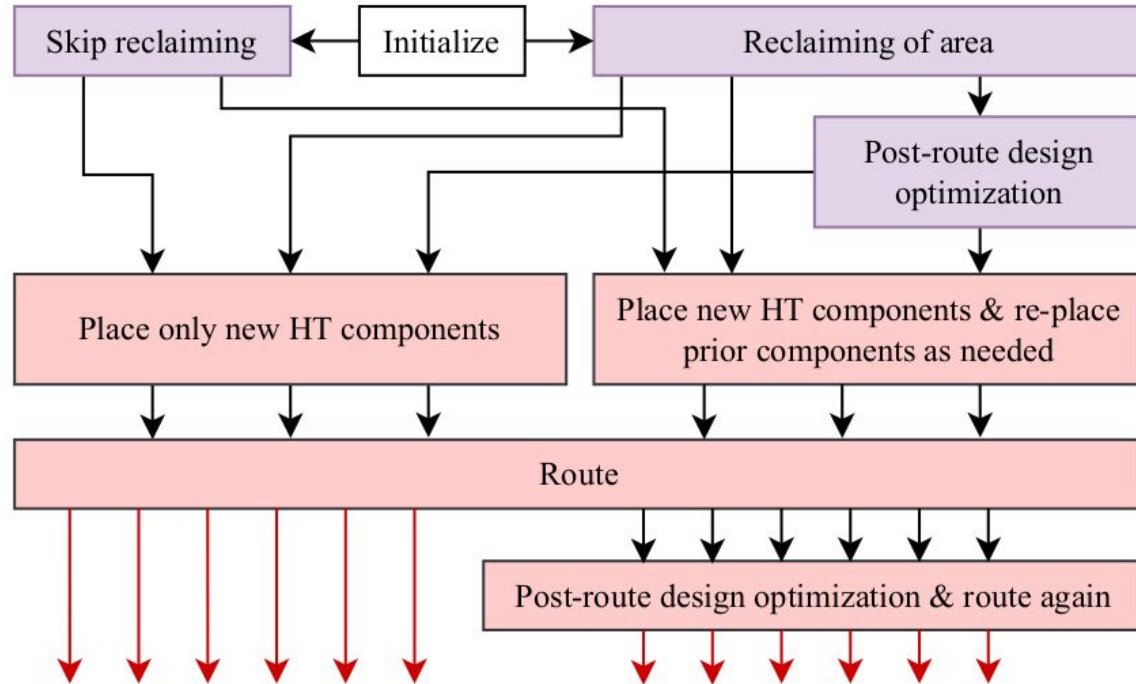 Skip reclaiming
Initialize
Reclaiming of area
Post-route design
optimization
Place only new HT components
Place new HT components & re-place
prior components as needed
Route
Post-route design optimization & route again